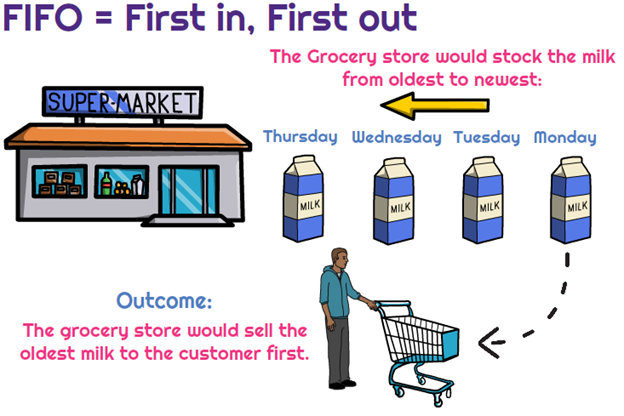 FIFO = First in, First out
The Grocery store would stock the milk
from oldest to newest:
SUPER-MARKET
Thursday Wednesday Tuesday Monday
MILK MILK MILK MILK
Outcome:
The grocery store would sell the
oldest milk to the customer first.